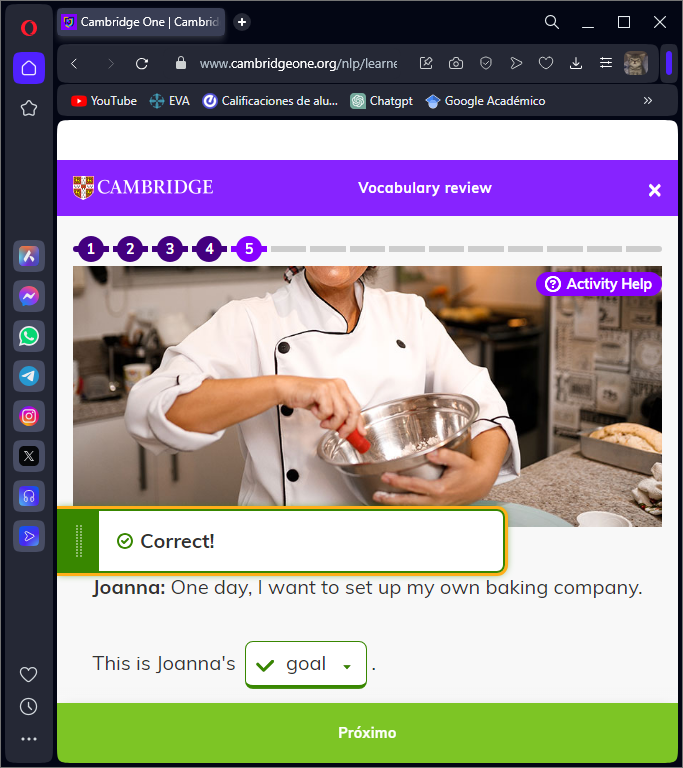 Cambridge One | Cambrid
www.cambridgeone.org/nlp/learne
YouTube EVA Calificaciones de alu... Chatgpt Google Académico »
CAMBRIDGE Vocabulary review
1 2 3 4 5
Activity Help
Correct!
Joanna: One day, I want to set up my own baking company.
This is Joanna's goal .
Próximo